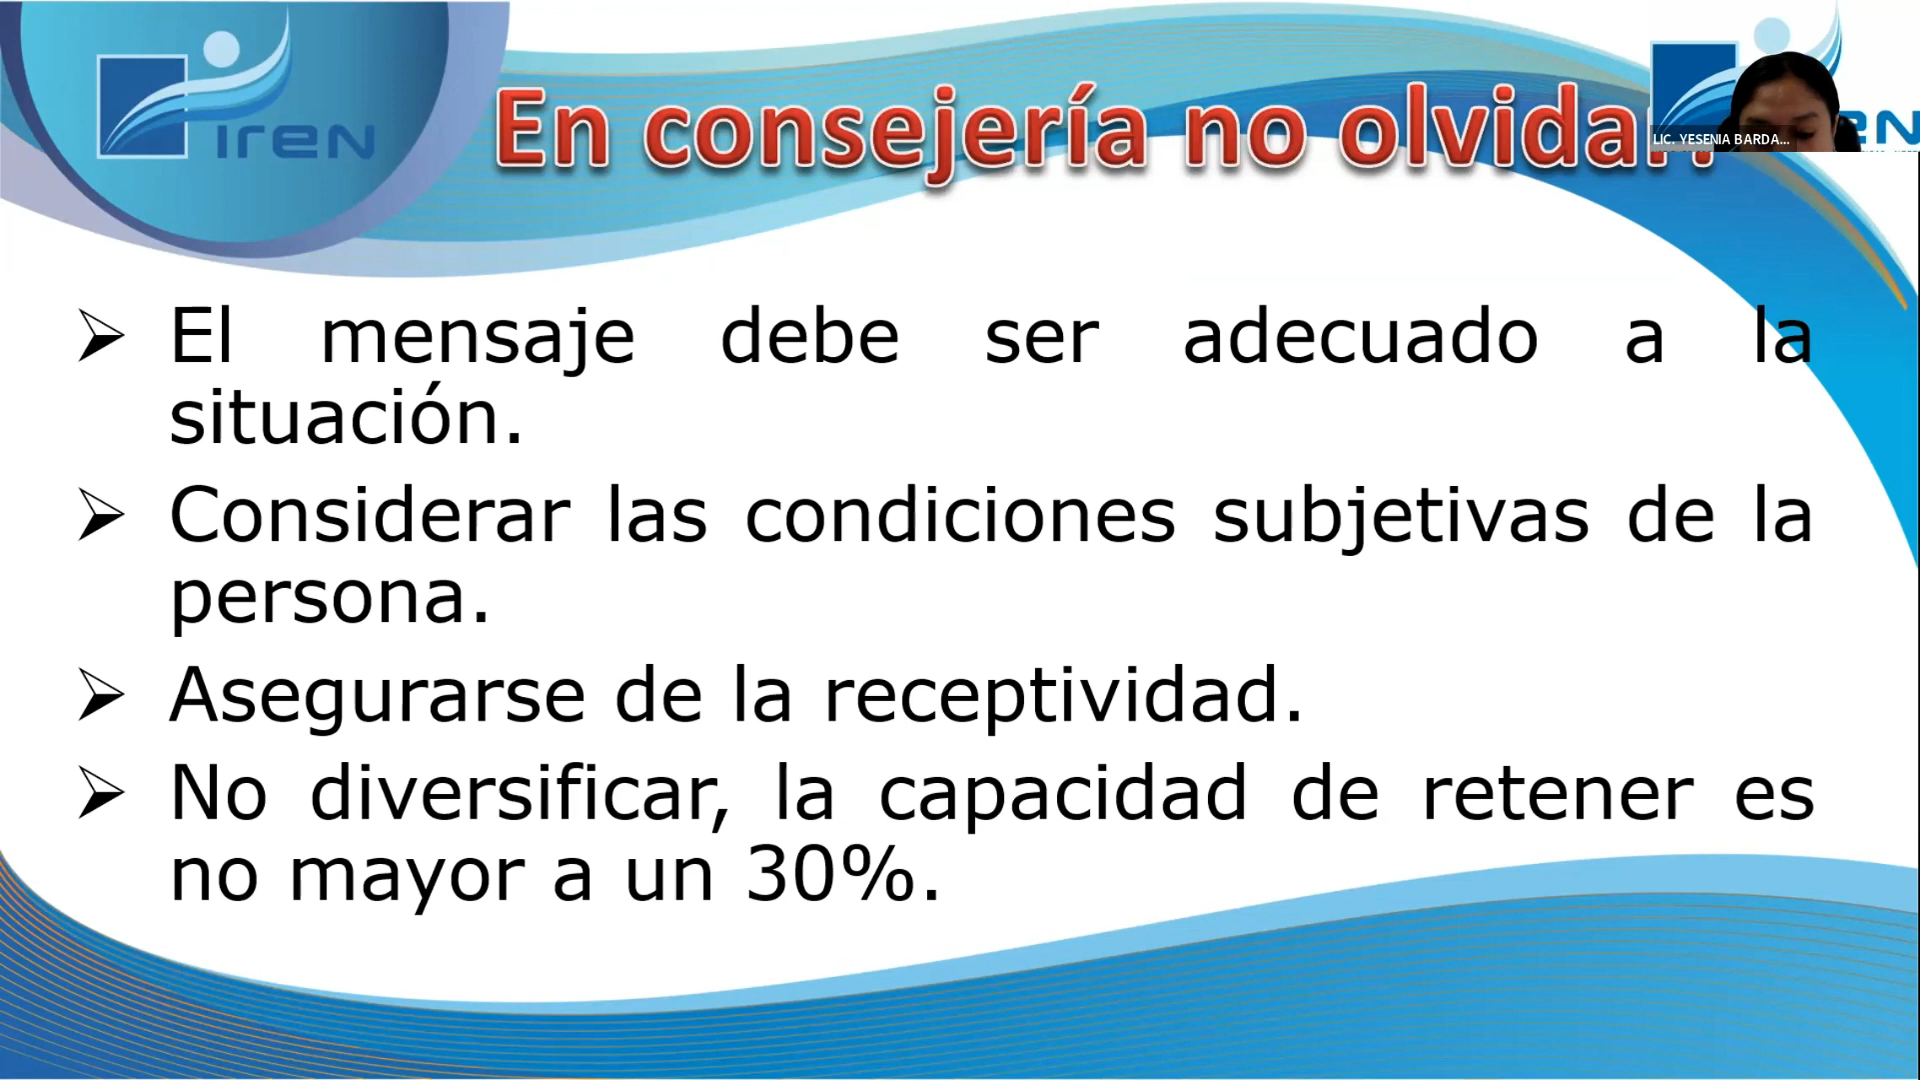 iren
En consejería no olvidar:
LIC. YESENIA BARDA...
El mensaje debe ser adecuado a la
situación.
Considerar las condiciones subjetivas de la
persona.
Asegurarse de la receptividad.
No diversificar, la capacidad de retener es
no mayor a un 30%.